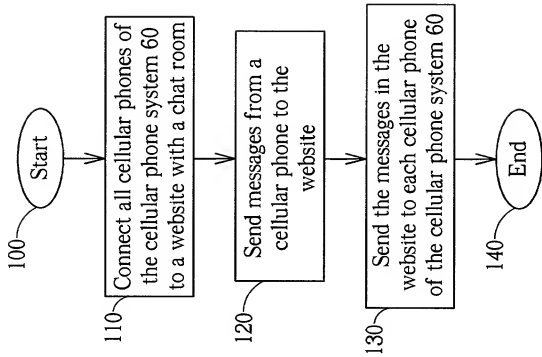 100
Start
110
Connect all cellular phones of
the cellular phone system 60
to a website with a chat room
120
Send messages from a
cellular phone to the
website
130
Send the messages in the
website to each cellular phone
of the cellular phone system 60
140
End